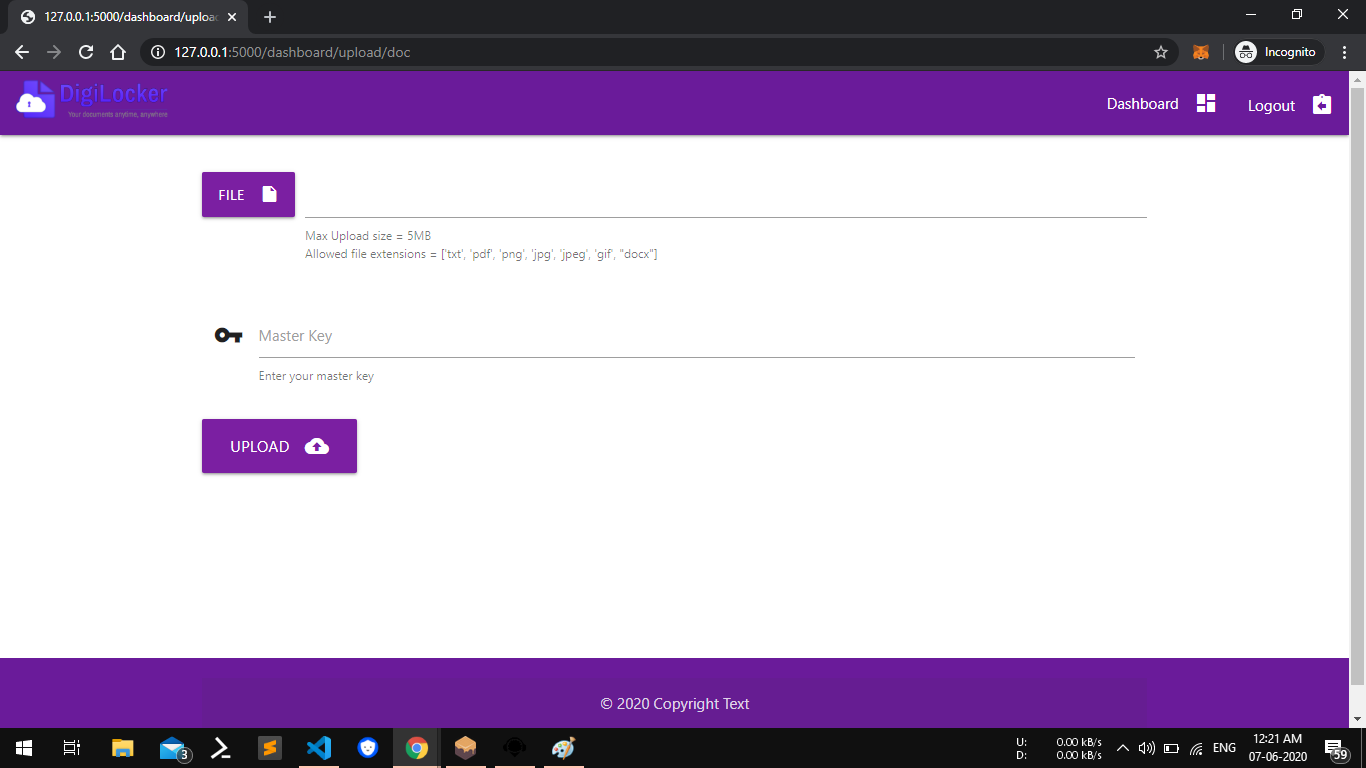 127.0.0.1:5000/dashboard/uploa
127.0.0.1:5000/dashboard/upload/doc
Incognito
DigiLocker
Your documents anytime, anywhere
Dashboard
Logout
FILE
Max Upload size = 5MB
Allowed file extensions = ['txt', 'pdf', 'png', 'jpg', 'jpeg', 'gif', "docx"]
Master Key
Enter your master key
UPLOAD
© 2020 Copyright Text
3
U: 0.00 kB/s
D: 0.00 kB/s
ENG
12:21 AM
07-06-2020
59